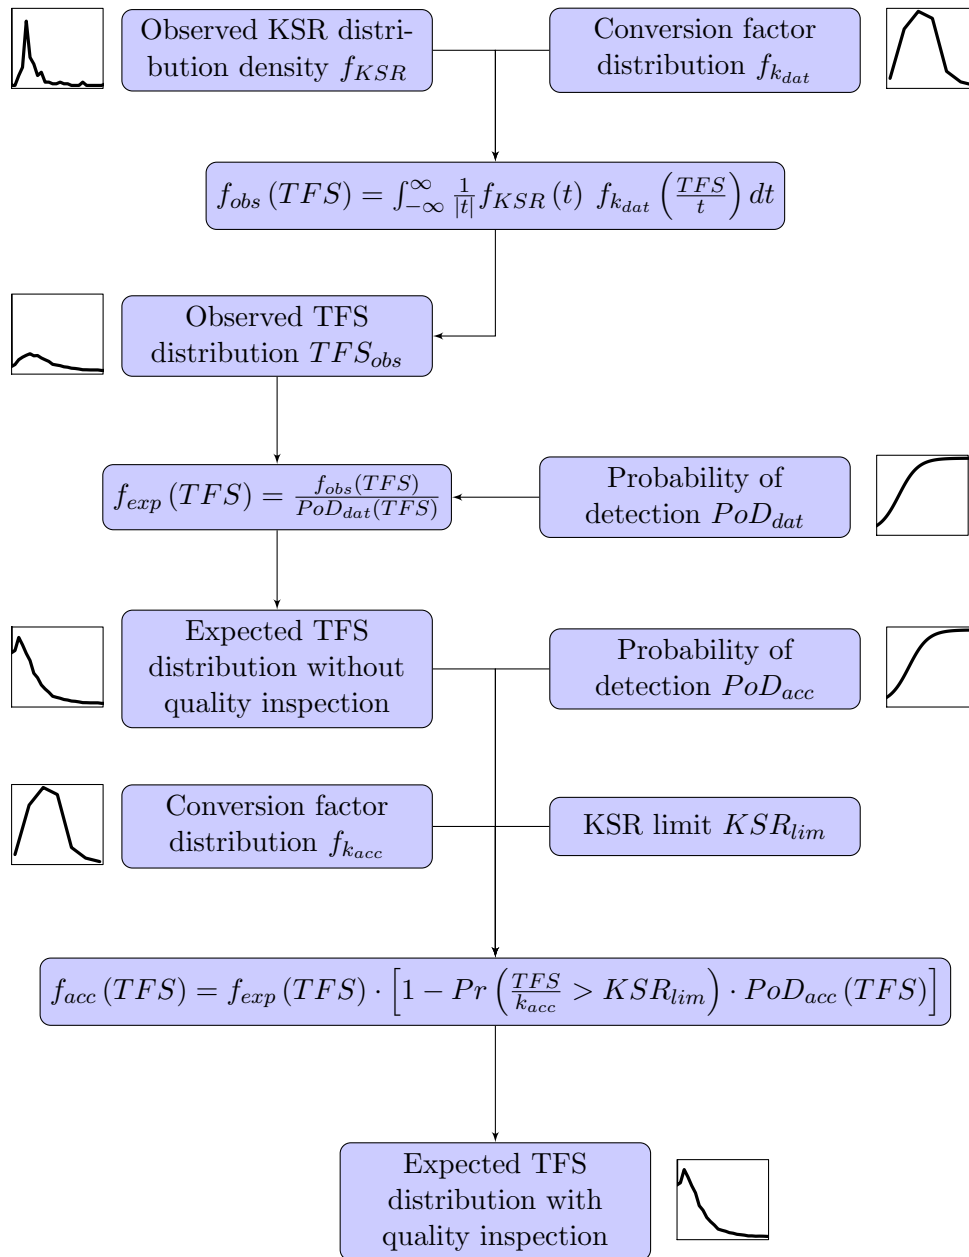 Observed KSR distri-
bution density $f_{KSR}$
Conversion factor
distribution $f_{k_{dat}}$
$f_{obs}(TFS) = \int_{-\infty}^{\infty} \frac{1}{|t|} f_{KSR}(t) \ f_{k_{dat}}\left(\frac{TFS}{t}\right) dt$
Observed TFS
distribution $TFS_{obs}$
$f_{exp}(TFS) = \frac{f_{obs}(TFS)}{PoD_{dat}(TFS)}$
Probability of
detection $PoD_{dat}$
Expected TFS
distribution without
quality inspection
Probability of
detection $PoD_{acc}$
Conversion factor
distribution $f_{k_{acc}}$
KSR limit $KSR_{lim}$
$f_{acc}(TFS) = f_{exp}(TFS) \cdot \left[1 - Pr\left(\frac{TFS}{k_{acc}} > KSR_{lim}\right) \cdot PoD_{acc}(TFS)\right]$
Expected TFS
distribution with
quality inspection